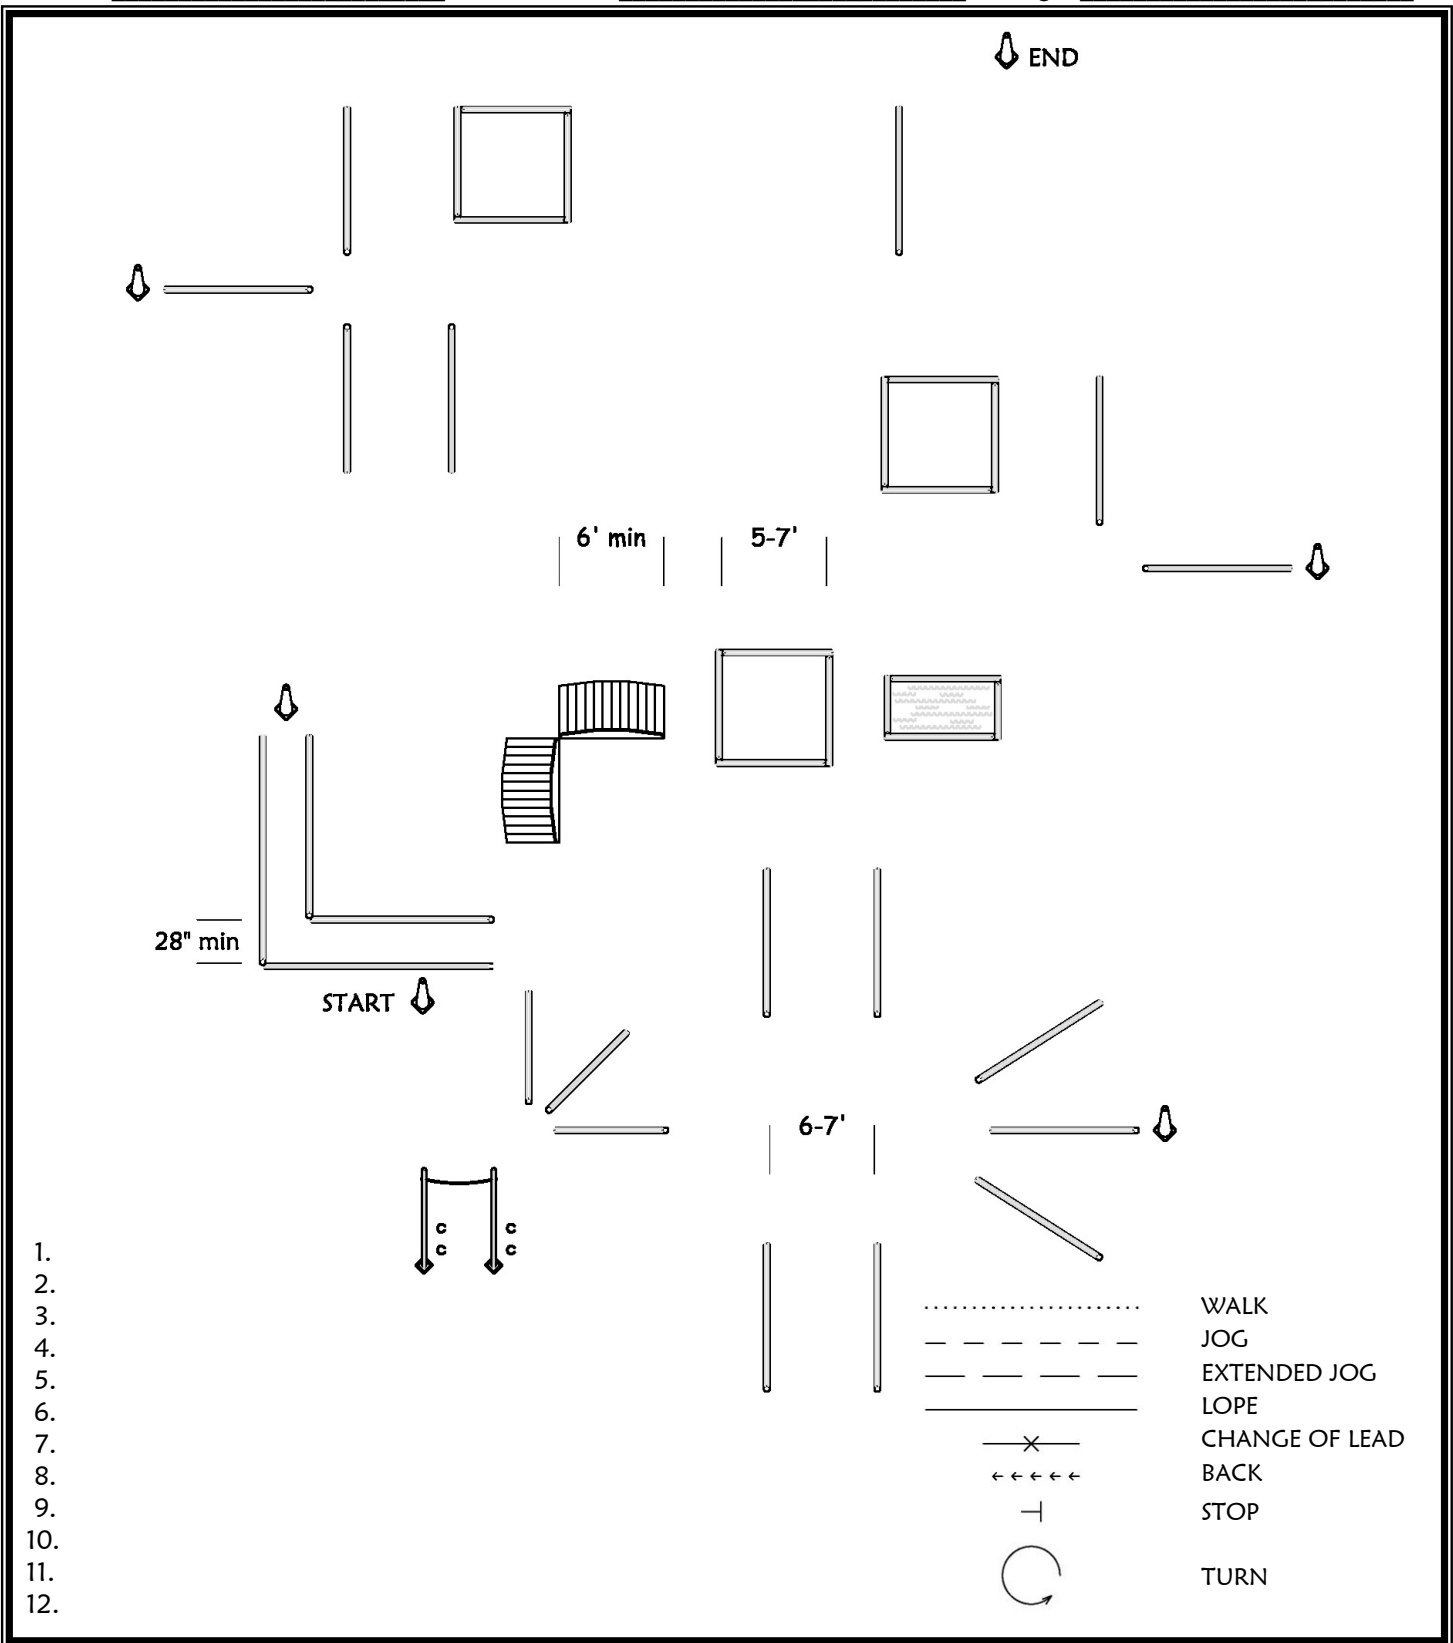 END
6' min
5-7'
28" min
START
6-7'
c
c
c
c
1.
2.
3.
4.
5.
6.
7.
8.
9.
10.
11.
12.
WALK
JOG
EXTENDED JOG
LOPE
CHANGE OF LEAD
BACK
STOP
TURN